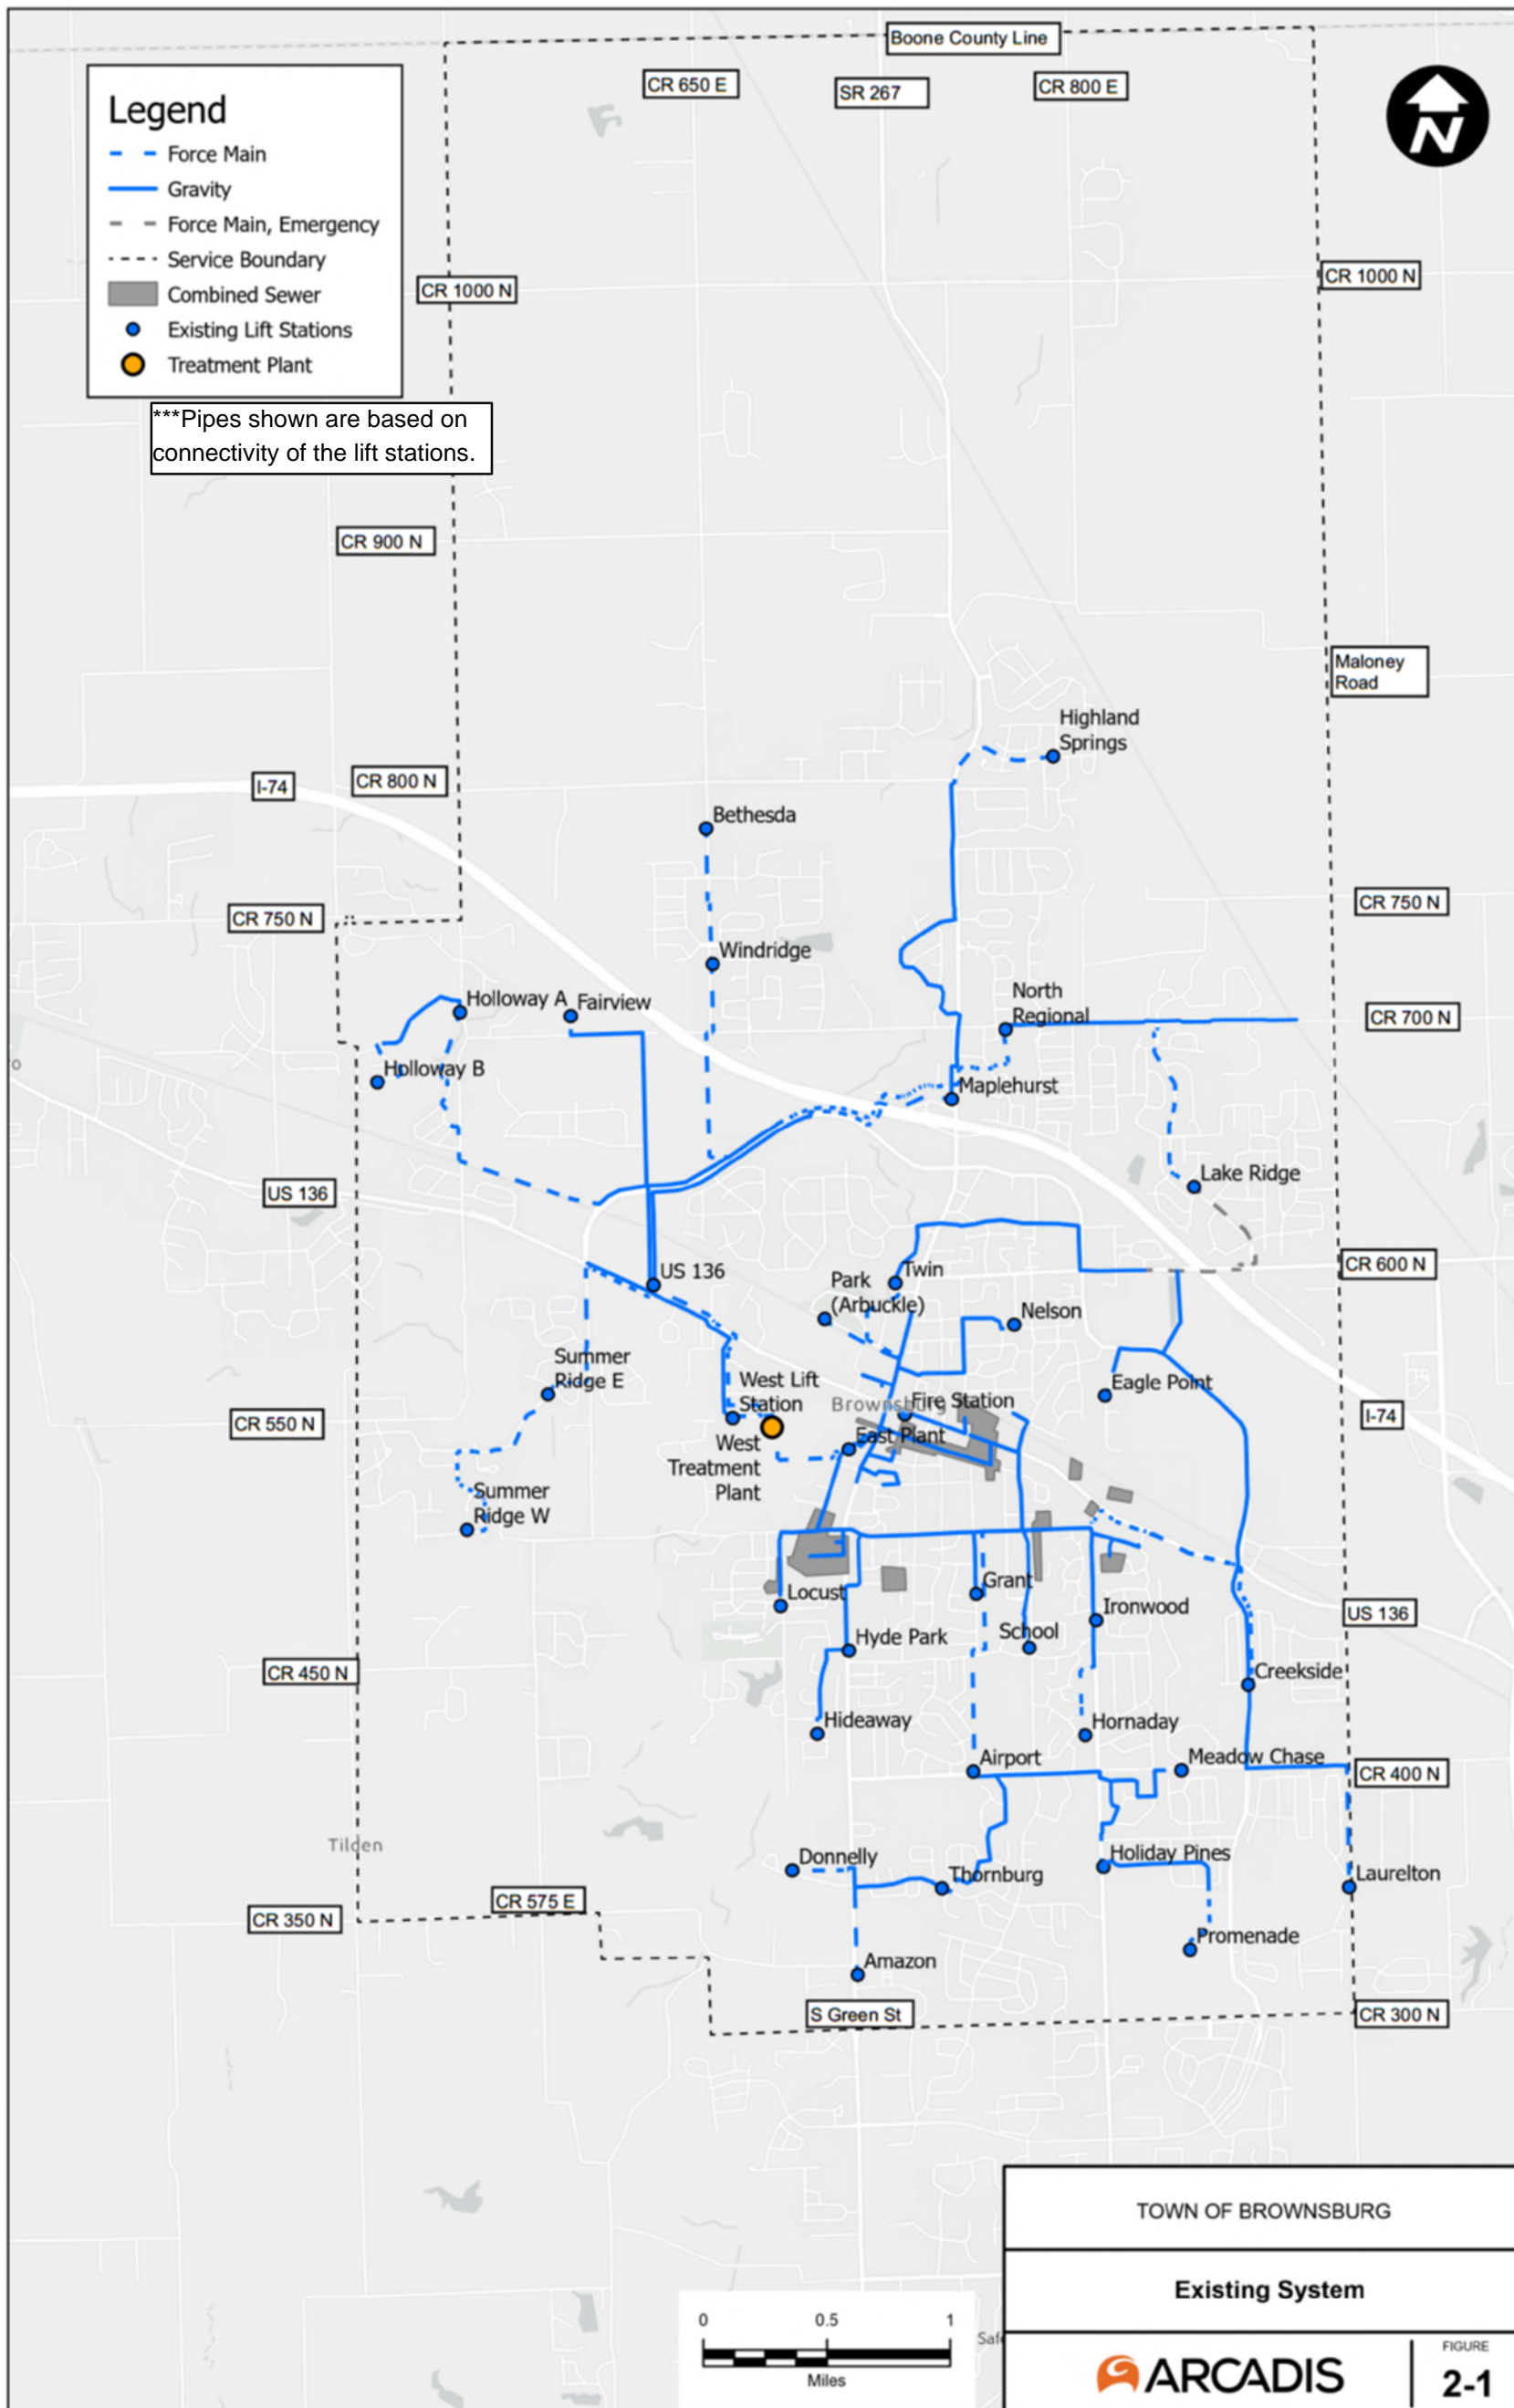 Boone County Line
CR 650 E
SR 267
CR 800 E
N
Legend
Force Main
Gravity
Force Main, Emergency
Service Boundary
Combined Sewer
Existing Lift Stations
Treatment Plant
CR 1000 N
CR 1000 N
***Pipes shown are based on
connectivity of the lift stations.
CR 900 N
Maloney
Road
Highland
Springs
I-74
CR 800 N
Bethesda
CR 750 N
CR 750 N
Windridge
Holloway A
Fairview
North
Regional
CR 700 N
Holloway B
Maplehurst
US 136
Lake Ridge
CR 600 N
US 136
Twin
Park
(Arbuckle)
Nelson
Summer
Ridge E
West Lift
Station
Eagle Point
Brownsburg
Fire Station
CR 550 N
I-74
East Plant
West
Treatment
Plant
Summer
Ridge W
Locust
Grant
Ironwood
US 136
Hyde Park
School
CR 450 N
Creekside
Hideaway
Hornaday
Airport
Meadow Chase
CR 400 N
Tilden
Donnelly
Thornburg
Holiday Pines
Laurelton
CR 575 E
CR 350 N
Promenade
Amazon
S Green St
CR 300 N
TOWN OF BROWNSBURG
Existing System
0
0.5
1
Miles
ARCADIS
FIGURE
2-1